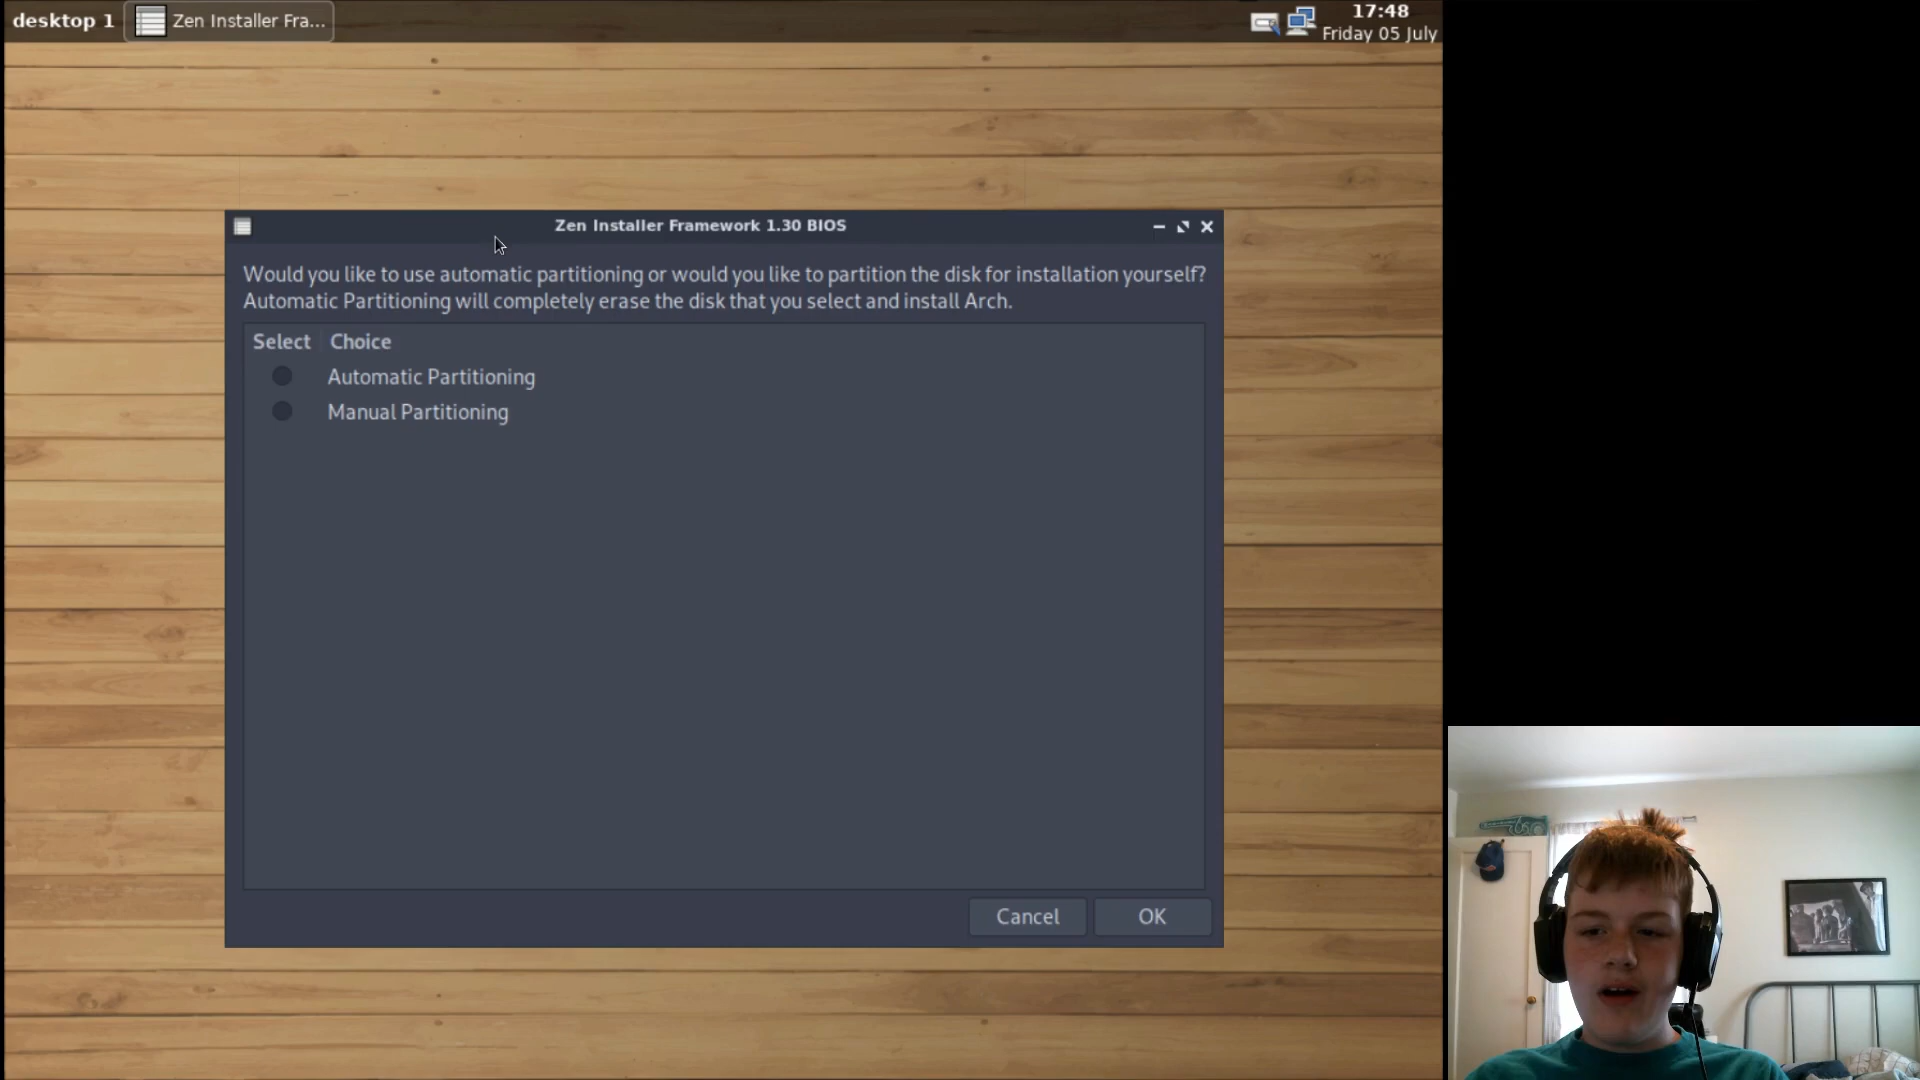 desktop 1
Zen Installer Fra...
17:48
Friday 05 July
Zen Installer Framework 1.30 BIOS
Would you like to use automatic partitioning or would you like to partition the disk for installation yourself?
Automatic Partitioning will completely erase the disk that you select and install Arch.
Select Choice
Automatic Partitioning
Manual Partitioning
Cancel OK